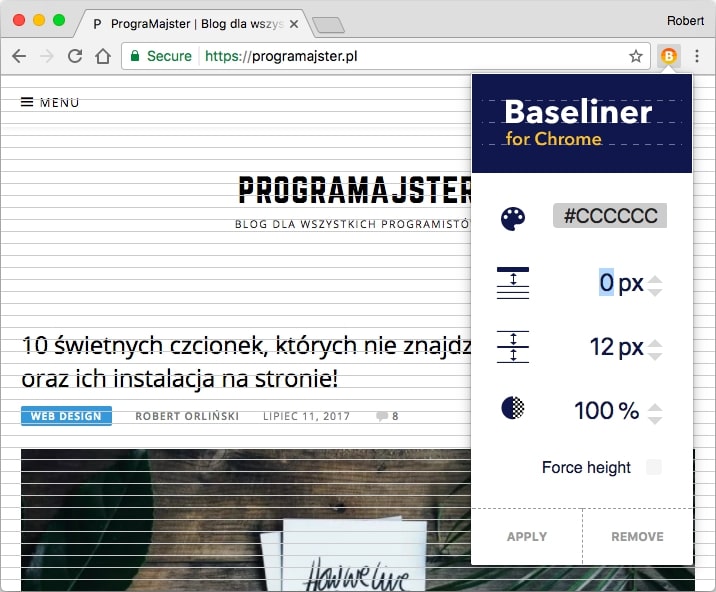 P PrograMajster | Blog dla wszys
Robert
Secure https://programajster.pl
B
MENU
Baseliner
for Chrome
PROGRAMAJSTER
BLOG DLA WSZYSTKICH PROGRAMISTÓW
#CCCCCC
0 px
12 px
100 %
Force height
APPLY REMOVE
10 świetnych czcionek, których nie znajdz
oraz ich instalacja na stronie!
WEB DESIGN ROBERT ORLIŃSKI LIPIEC 11, 2017 8
How we live